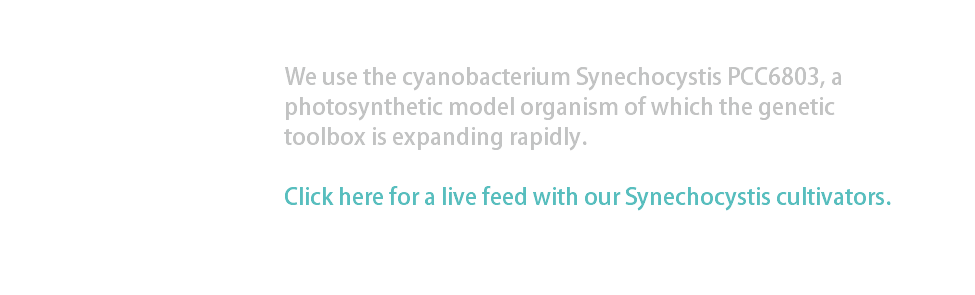 We use the cyanobacterium Synechocystis PCC6803, a
photosynthetic model organism of which the genetic
toolbox is expanding rapidly.
Click here for a live feed with our Synechocystis cultivators.